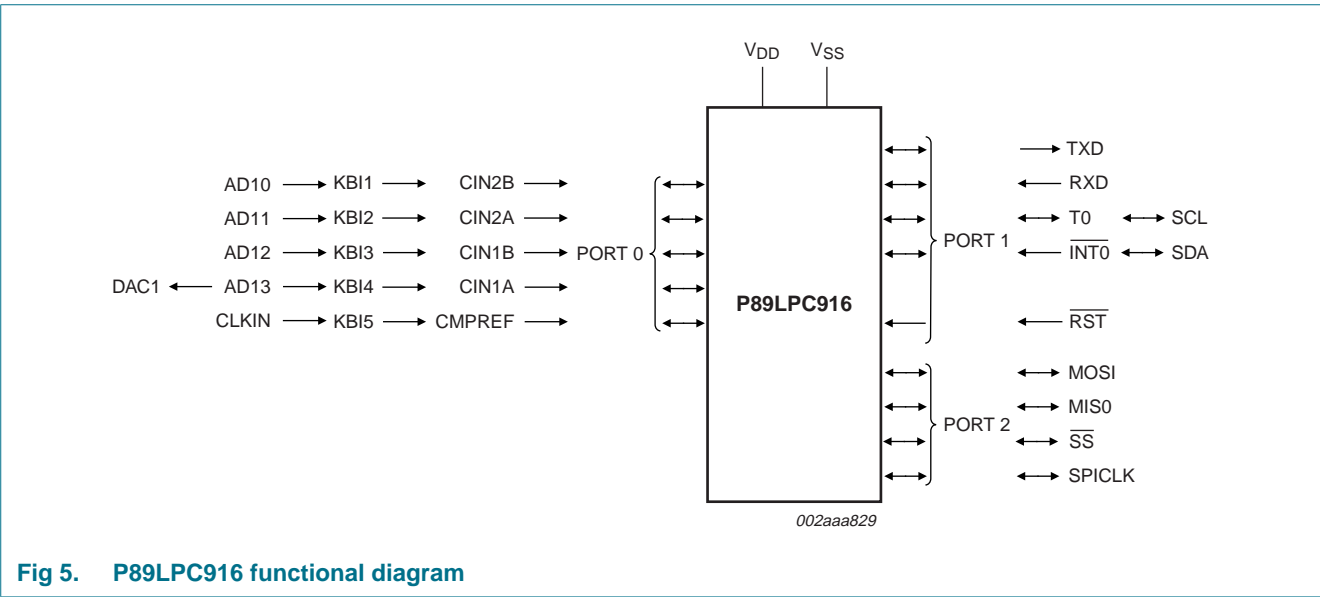 VDD VSS
TXD
AD10 KBI1 CIN2B RXD
AD11 KBI2 CIN2A T0 SCL
AD12 KBI3 CIN1B PORT 0 PORT 1 INT0 SDA
DAC1 AD13 KBI4 CIN1A
P89LPC916
CLKIN KBI5 CMPREF RST
MOSI
MIS0
PORT 2
SS
SPICLK
002aaa829
Fig 5. P89LPC916 functional diagram